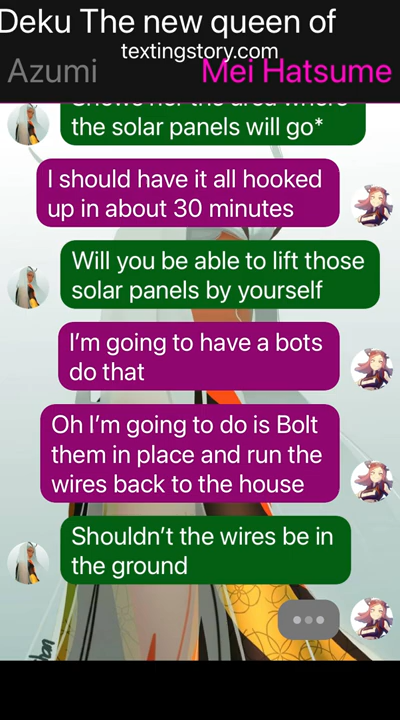 Deku The new queen of
textingstory.com
Azumi
Mei Hatsume
the solar panels will go*
I should have it all hooked
up in about 30 minutes
Will you be able to lift those
solar panels by yourself
I'm going to have a bots
do that
Oh I'm going to do is Bolt
them in place and run the
wires back to the house
Shouldn't the wires be in
the ground